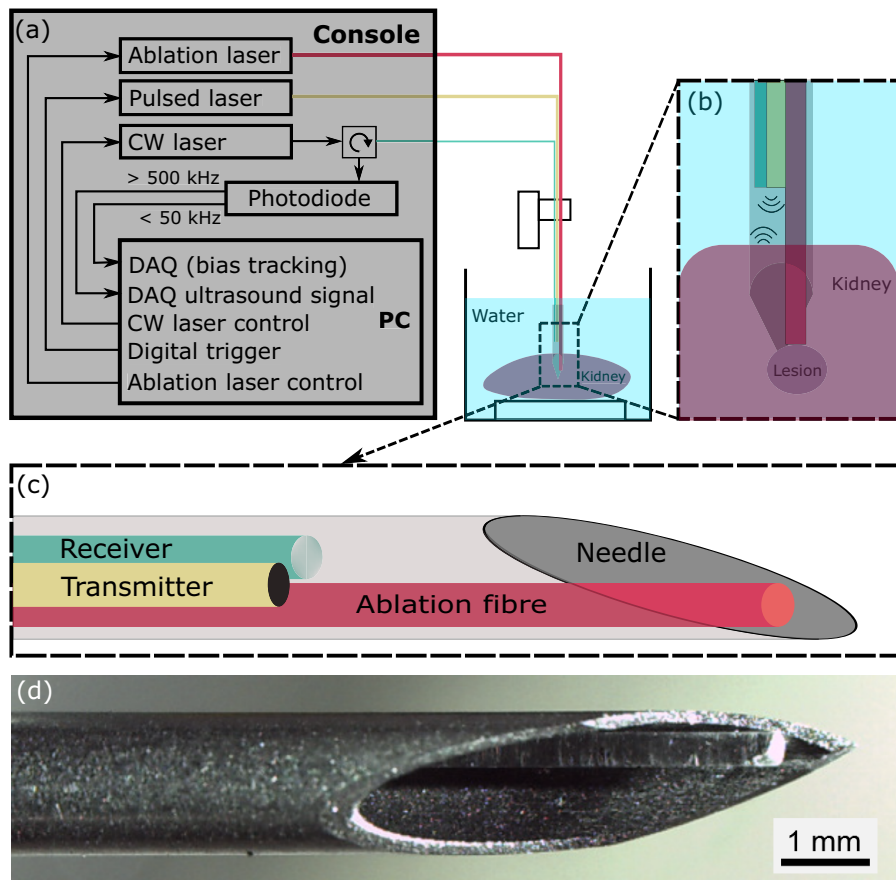 (a)
Console
Ablation laser
Pulsed laser
CW laser
> 500 kHz
Photodiode
< 50 kHz
DAQ (bias tracking)
DAQ ultrasound signal
CW laser control
PC
Digital trigger
Ablation laser control
Water
Kidney
(b)
Kidney
Lesion
(c)
Receiver
Transmitter
Needle
Ablation fibre
(d)
1 mm